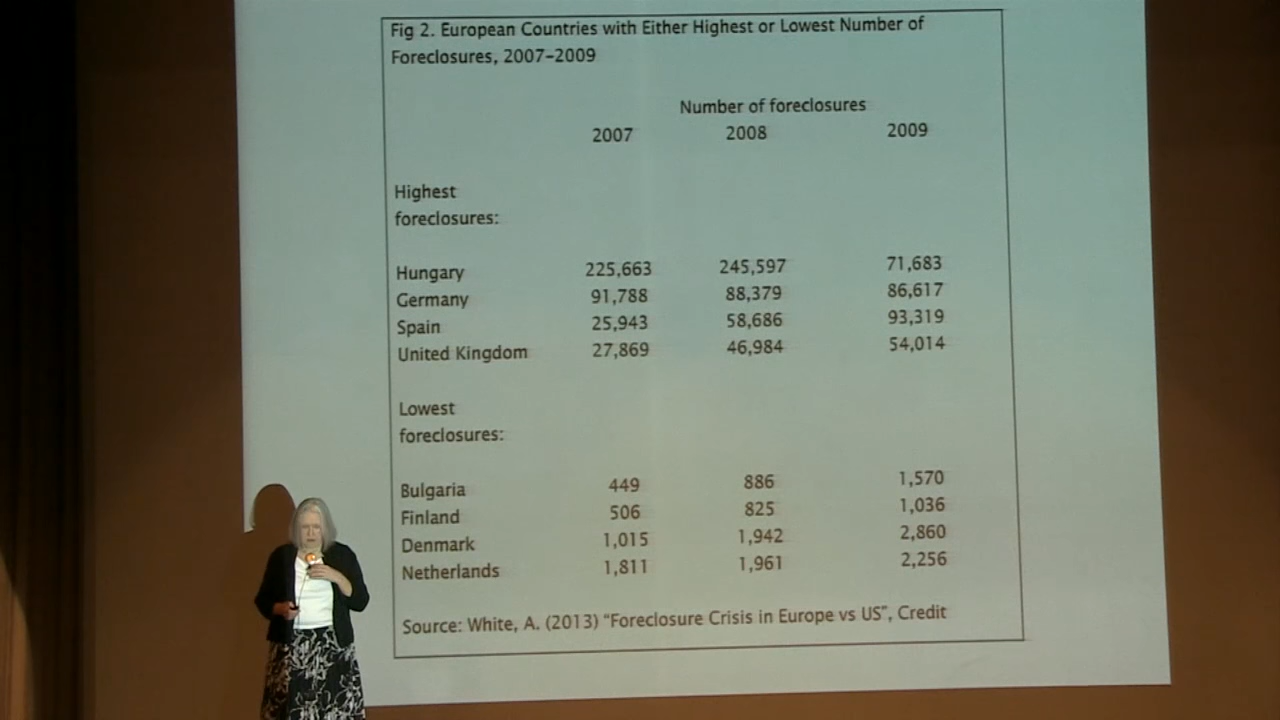 Fig 2. European Countries with Either Highest or Lowest Number of
Foreclosures, 2007-2009
Number of foreclosures
2007 2008 2009
Highest
foreclosures:
Hungary 225,663 245,597 71,683
Germany 91,788 88,379 86,617
Spain 25,943 58,686 93,319
United Kingdom 27,869 46,984 54,014
Lowest
foreclosures:
Bulgaria 449 886 1,570
Finland 506 825 1,036
Denmark 1,015 1,942 2,860
Netherlands 1,811 1,961 2,256
Source: White, A. (2013) "Foreclosure Crisis in Europe vs US", Credit